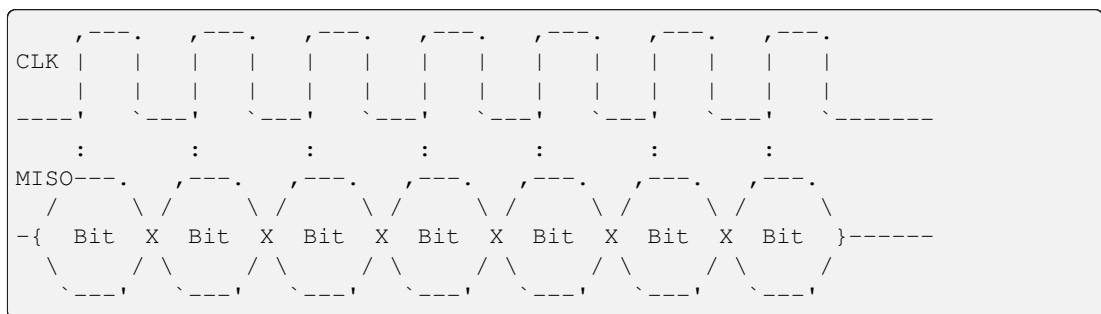 ,---.   ,---.   ,---.   ,---.   ,---.   ,---.   ,---.
CLK |   |   |   |   |   |   |   |   |   |   |   |   |   |
    |   |   |   |   |   |   |   |   |   |   |   |   |   |
----'   `---'   `---'   `---'   `---'   `---'   `---'   `-------
    :       :       :       :       :       :       :
MISO---.   ,---.   ,---.   ,---.   ,---.   ,---.   ,---.
  /     \ /     \ /     \ /     \ /     \ /     \ /     \
-{  Bit  X  Bit  X  Bit  X  Bit  X  Bit  X  Bit  X  Bit  }------
  \     / \     / \     / \     / \     / \     / \     /
   `---'   `---'   `---'   `---'   `---'   `---'   `---'